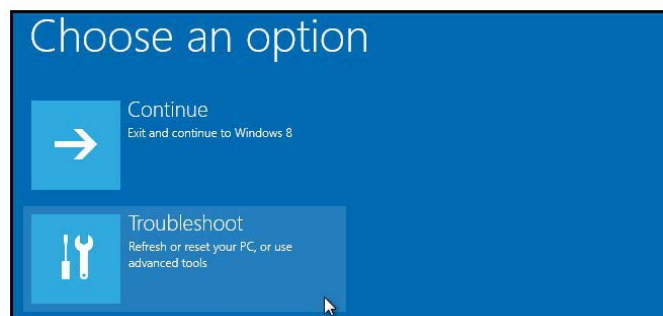 Choose an option
Continue
Exit and continue to Windows 8
Troubleshoot
Refresh or reset your PC, or use
advanced tools